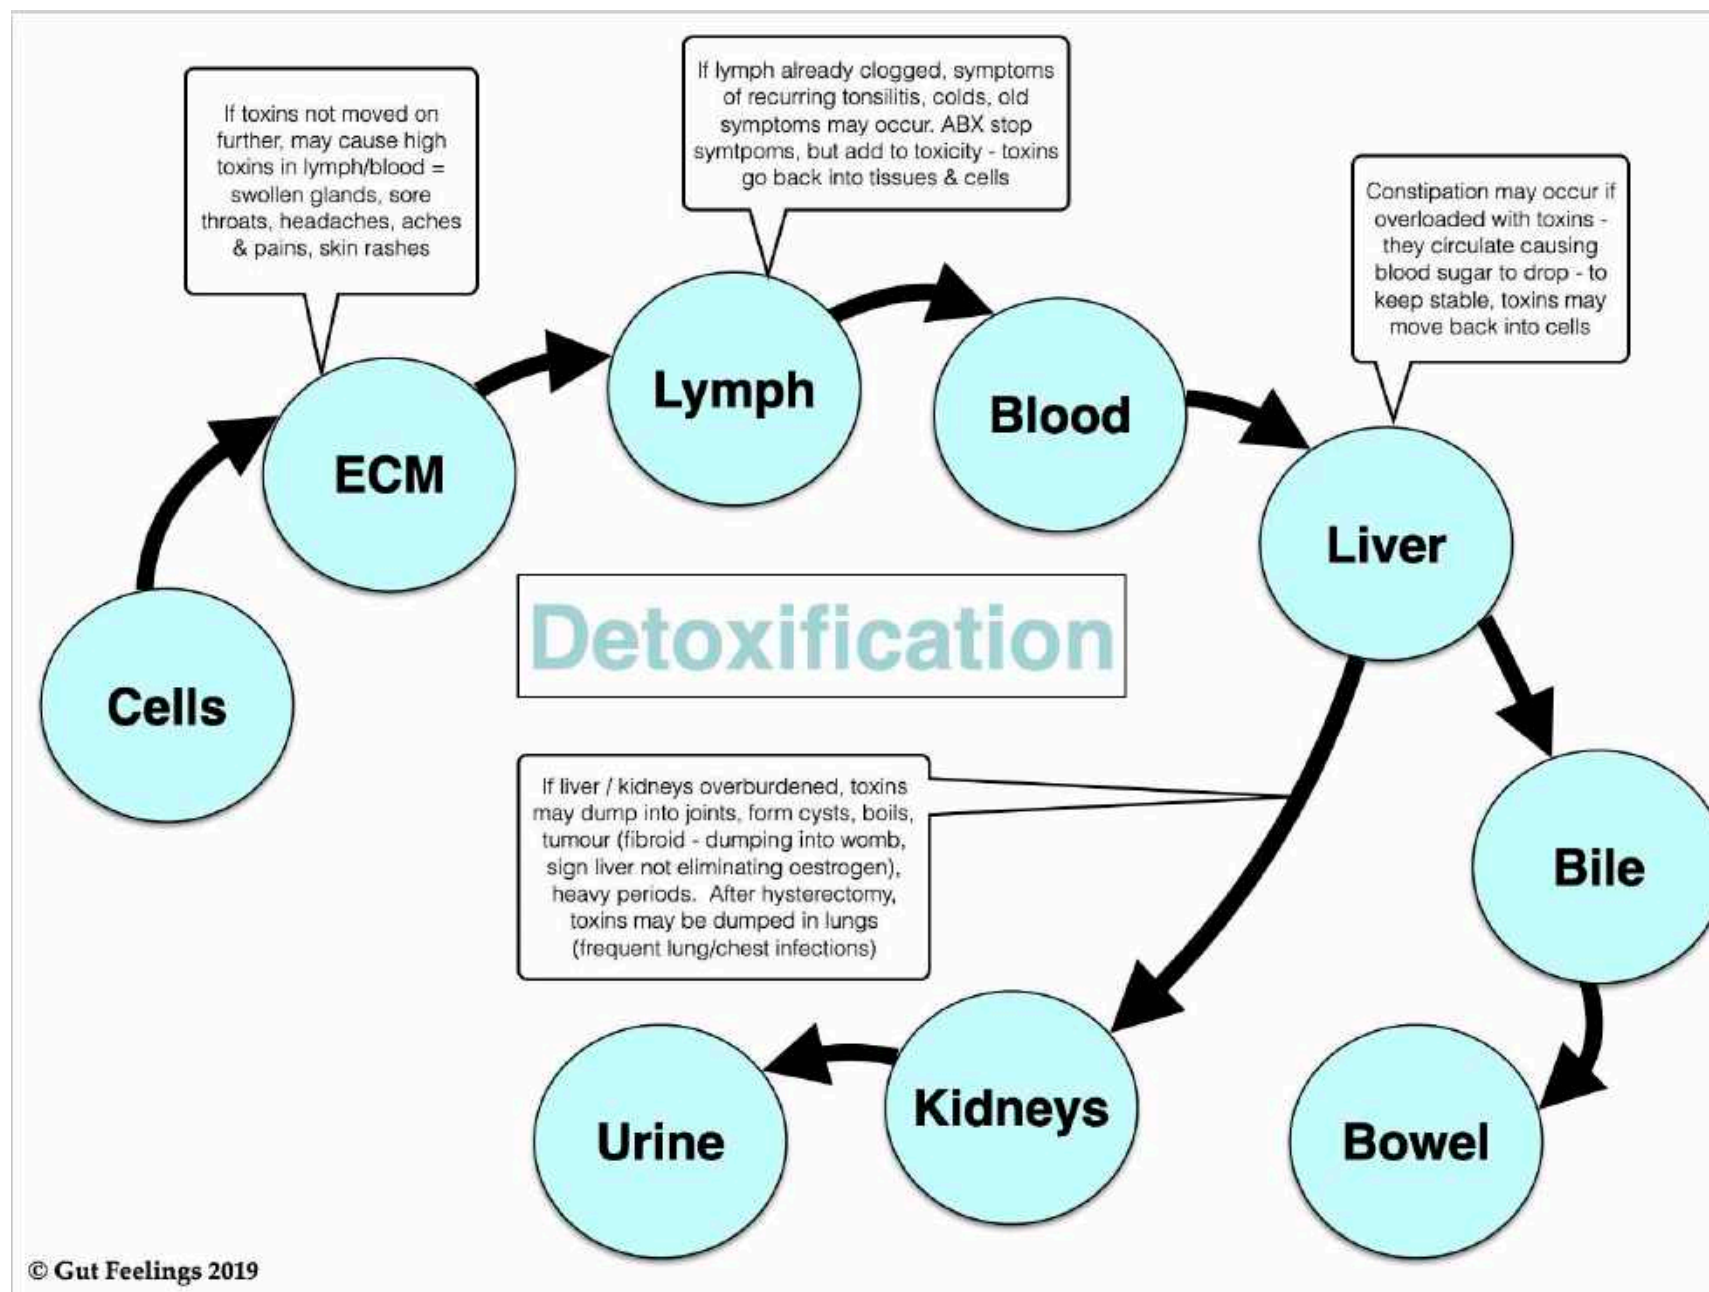 If toxins not moved on
further, may cause high
toxins in lymph/blood =
swollen glands, sore
throats, headaches, aches
& pains, skin rashes
If lymph already clogged, symptoms
of recurring tonsilitis, colds, old
symptoms may occur. ABX stop
symtpoms, but add to toxicity - toxins
go back into tissues & cells
Constipation may occur if
overloaded with toxins -
they circulate causing
blood sugar to drop - to
keep stable, toxins may
move back into cells
Cells
ECM
Lymph
Blood
Liver
Detoxification
If liver / kidneys overburdened, toxins
may dump into joints, form cysts, boils,
tumour (fibroid - dumping into womb,
sign liver not eliminating oestrogen),
heavy periods. After hysterectomy,
toxins may be dumped in lungs
(frequent lung/chest infections)
Bile
Kidneys
Urine
Bowel
© Gut Feelings 2019